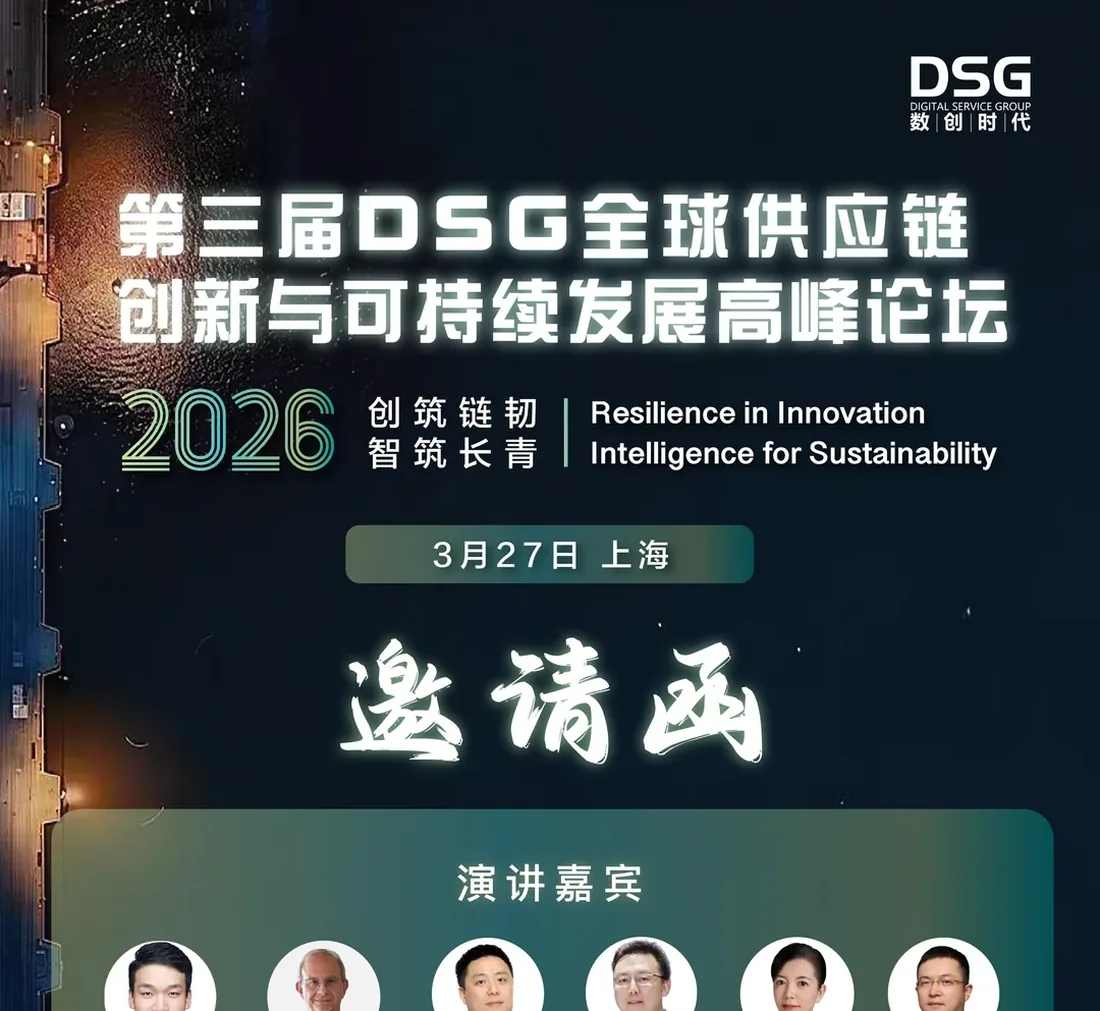 DSG
DIGITAL SERVICE GROUP
数|创|时|代
第三届DSG全球供应链
创新与可持续发展高峰论坛
2026
创筑链韧
智筑长青
Resilience in Innovation
Intelligence for Sustainability
3月27日 上海
邀请函
演讲嘉宾